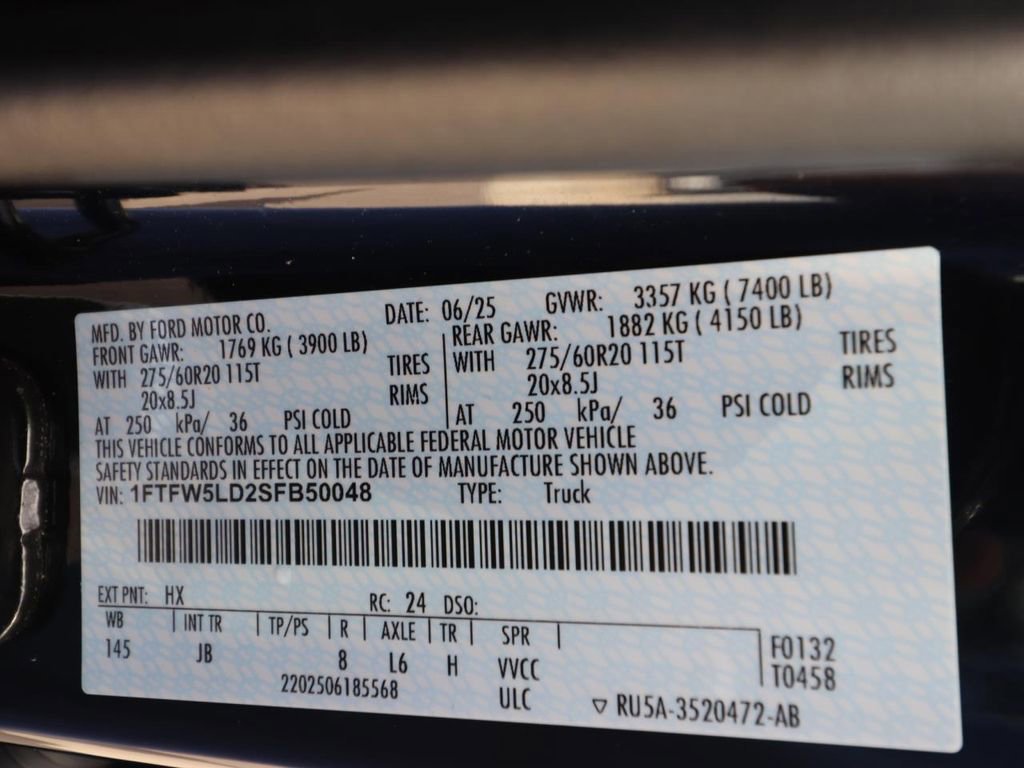 MFD. BY FORD MOTOR CO. DATE: 06/25 GVWR: 3357 KG ( 7400 LB)
FRONT GAWR: 1769 KG ( 3900 LB) REAR GAWR: 1882 KG ( 4150 LB)
WITH 275/60R20 115T TIRES WITH 275/60R20 115T TIRES
20x8.5J RIMS 20x8.5J RIMS
AT 250 kPa/ 36 PSI COLD AT 250 kPa/ 36 PSI COLD
THIS VEHICLE CONFORMS TO ALL APPLICABLE FEDERAL MOTOR VEHICLE
SAFETY STANDARDS IN EFFECT ON THE DATE OF MANUFACTURE SHOWN ABOVE.
VIN: 1FTFW5LD2SFB50048 TYPE: Truck
EXT PNT: HX RC: 24 DSO:
WB INT TR TP/PS R AXLE TR SPR F0132
145 JB 8 L6 H VVCC T0458
2202506185568 ULC ▽ RU5A-3520472-AB